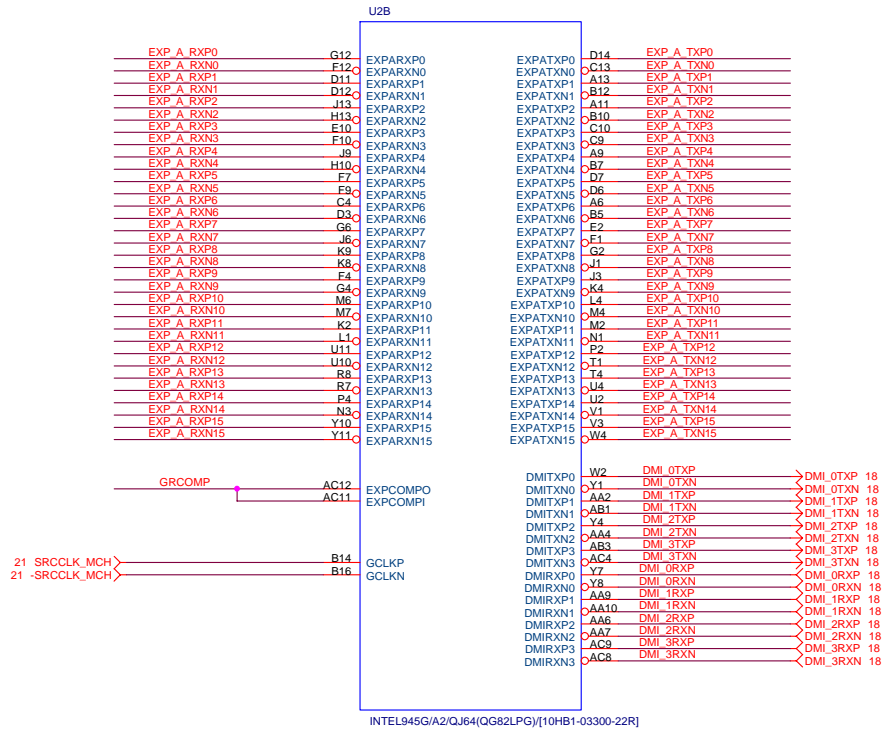 U2B
EXP_A_RXP0 G12 EXPARXP0 EXPATXP0 D14 EXP_A_TXP0
EXP_A_RXN0 F12 EXPARXN0 EXPATXN0 C13 EXP_A_TXN0
EXP_A_RXP1 D11 EXPARXP1 EXPATXP1 A13 EXP_A_TXP1
EXP_A_RXN1 D12 EXPARXN1 EXPATXN1 B12 EXP_A_TXN1
EXP_A_RXP2 J13 EXPARXP2 EXPATXP2 A11 EXP_A_TXP2
EXP_A_RXN2 H13 EXPARXN2 EXPATXN2 B10 EXP_A_TXN2
EXP_A_RXP3 E10 EXPARXP3 EXPATXP3 C10 EXP_A_TXP3
EXP_A_RXN3 F10 EXPARXN3 EXPATXN3 C9 EXP_A_TXN3
EXP_A_RXP4 J9 EXPARXP4 EXPATXP4 A9 EXP_A_TXP4
EXP_A_RXN4 H10 EXPARXN4 EXPATXN4 B7 EXP_A_TXN4
EXP_A_RXP5 F7 EXPARXP5 EXPATXP5 D7 EXP_A_TXP5
EXP_A_RXN5 F9 EXPARXN5 EXPATXN5 D6 EXP_A_TXN5
EXP_A_RXP6 C4 EXPARXP6 EXPATXP6 A6 EXP_A_TXP6
EXP_A_RXN6 D3 EXPARXN6 EXPATXN6 B5 EXP_A_TXN6
EXP_A_RXP7 G6 EXPARXP7 EXPATXP7 E2 EXP_A_TXP7
EXP_A_RXN7 J6 EXPARXN7 EXPATXN7 F1 EXP_A_TXN7
EXP_A_RXP8 K9 EXPARXP8 EXPATXP8 G2 EXP_A_TXP8
EXP_A_RXN8 K8 EXPARXN8 EXPATXN8 J1 EXP_A_TXN8
EXP_A_RXP9 F4 EXPARXP9 EXPATXP9 J3 EXP_A_TXP9
EXP_A_RXN9 G4 EXPARXN9 EXPATXN9 K4 EXP_A_TXN9
EXP_A_RXP10 M6 EXPARXP10 EXPATXP10 L4 EXP_A_TXP10
EXP_A_RXN10 M7 EXPARXN10 EXPATXN10 M4 EXP_A_TXN10
EXP_A_RXP11 K2 EXPARXP11 EXPATXP11 M2 EXP_A_TXP11
EXP_A_RXN11 L1 EXPARXN11 EXPATXN11 N1 EXP_A_TXN11
EXP_A_RXP12 U11 EXPARXP12 EXPATXP12 P2 EXP_A_TXP12
EXP_A_RXN12 U10 EXPARXN12 EXPATXN12 T1 EXP_A_TXN12
EXP_A_RXP13 R8 EXPARXP13 EXPATXP13 T4 EXP_A_TXP13
EXP_A_RXN13 R7 EXPARXN13 EXPATXN13 U4 EXP_A_TXN13
EXP_A_RXP14 P4 EXPARXP14 EXPATXP14 U2 EXP_A_TXP14
EXP_A_RXN14 N3 EXPARXN14 EXPATXN14 V1 EXP_A_TXN14
EXP_A_RXP15 Y10 EXPARXP15 EXPATXP15 V3 EXP_A_TXP15
EXP_A_RXN15 Y11 EXPARXN15 EXPATXN15 W4 EXP_A_TXN15
DMITXP0 W2 DMI_0TXP DMI_0TXP 18
GRCOMP AC12 EXPCOMPO DMITXN0 Y1 DMI_0TXN DMI_0TXN 18
AC11 EXPCOMPI DMITXP1 AA2 DMI_1TXP DMI_1TXP 18
DMITXN1 AB1 DMI_1TXN DMI_1TXN 18
DMITXP2 Y4 DMI_2TXP DMI_2TXP 18
DMITXN2 AA4 DMI_2TXN DMI_2TXN 18
DMITXP3 AB3 DMI_3TXP DMI_3TXP 18
21 SRCCLK_MCH B14 GCLKP DMITXN3 AC4 DMI_3TXN DMI_3TXN 18
21 -SRCCLK_MCH B16 GCLKN DMIRXP0 Y7 DMI_0RXP DMI_0RXP 18
DMIRXN0 Y8 DMI_0RXN DMI_0RXN 18
DMIRXP1 AA9 DMI_1RXP DMI_1RXP 18
DMIRXN1 AA10 DMI_1RXN DMI_1RXN 18
DMIRXP2 AA6 DMI_2RXP DMI_2RXP 18
DMIRXN2 AA7 DMI_2RXN DMI_2RXN 18
DMIRXP3 AC9 DMI_3RXP DMI_3RXP 18
DMIRXN3 AC8 DMI_3RXN DMI_3RXN 18
INTEL945G/A2/QJ64(QG82LPG)/[10HB1-03300-22R]